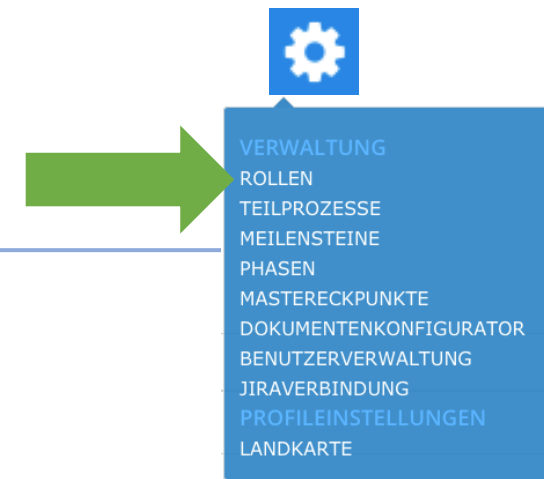 VERWALTUNG
ROLLEN
TEILPROZESSE
MEILENSTEINE
PHASEN
MASTERECKPUNKTE
DOKUMENTENKONFIGURATOR
BENUTZERVERWALTUNG
JIRAVERBINDUNG
PROFILEINSTELLUNGEN
LANDKARTE